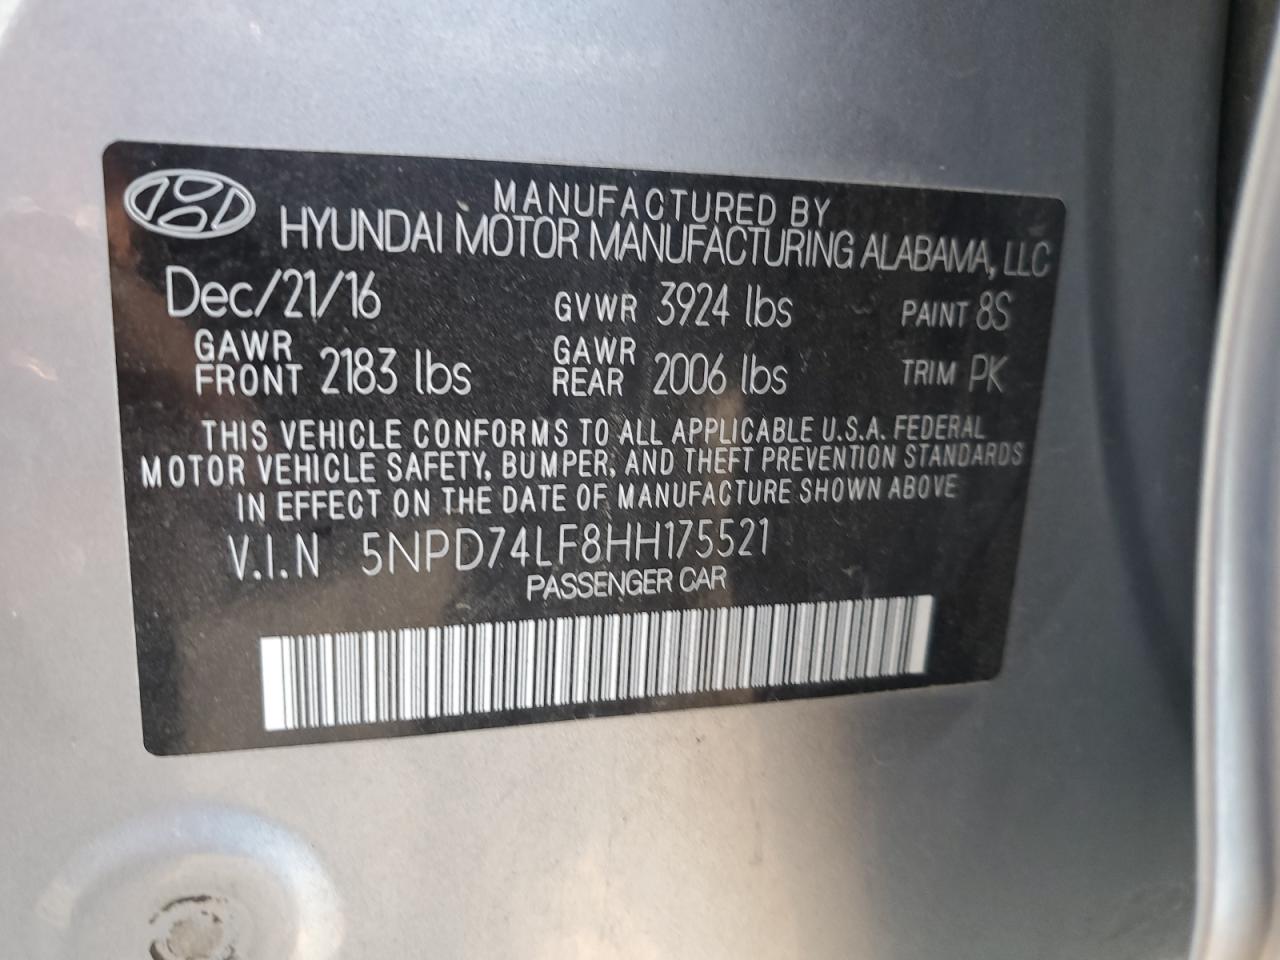 MANUFACTURED BY
HYUNDAI MOTOR MANUFACTURING ALABAMA, LLC
Dec/21/16 GVWR 3924 lbs PAINT 8S
GAWR FRONT 2183 lbs GAWR REAR 2006 lbs TRIM PK
THIS VEHICLE CONFORMS TO ALL APPLICABLE U.S.A. FEDERAL
MOTOR VEHICLE SAFETY, BUMPER, AND THEFT PREVENTION STANDARDS
IN EFFECT ON THE DATE OF MANUFACTURE SHOWN ABOVE
V.I.N 5NPD74LF8HH175521
PASSENGER CAR